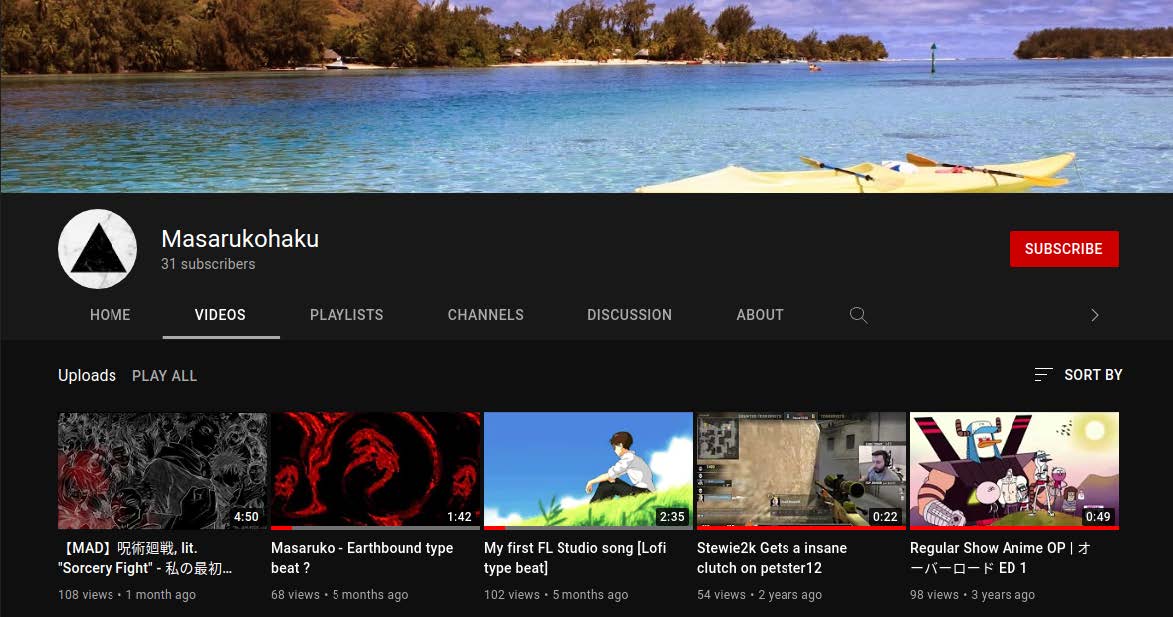 Masarukohaku
31 subscribers
SUBSCRIBE
HOME VIDEOS PLAYLISTS CHANNELS DISCUSSION ABOUT
Uploads PLAY ALL SORT BY
4:50
1:42
2:35
0:22
0:49
【MAD】呪術廻戦, lit.
"Sorcery Fight" - 私の最初...
108 views • 1 month ago
Masaruko - Earthbound type
beat ?
68 views • 5 months ago
My first FL Studio song [Lofi
type beat]
102 views • 5 months ago
Stewie2k Gets a insane
clutch on petster12
54 views • 2 years ago
Regular Show Anime OP | オ
ーバーロード ED 1
98 views • 3 years ago